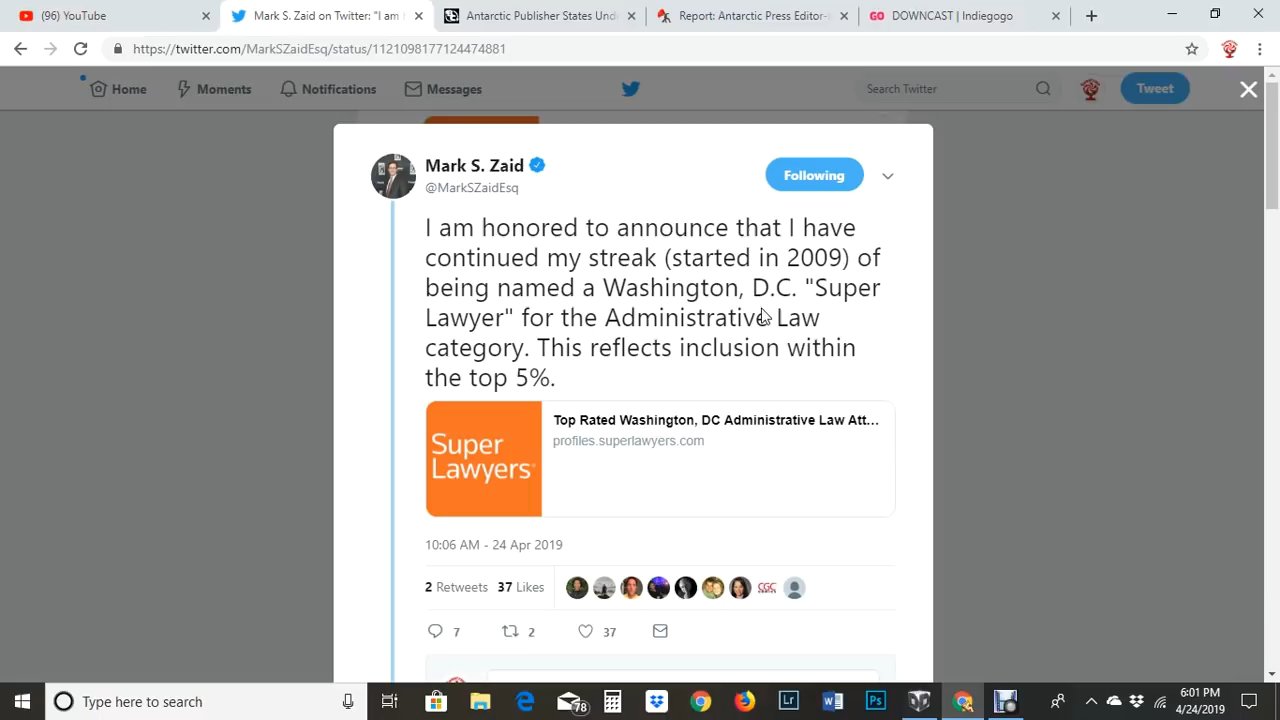 (96) YouTube
Mark S. Zaid on Twitter: "I am
Antarctic Publisher States Und
Report: Antarctic Press Editor-
DOWNCAST | Indiegogo
https://twitter.com/MarkSZaidEsq/status/1121098177124474881
Home
Moments
Notifications
Messages
Search Twitter
Tweet
Mark S. Zaid
@MarkSZaidEsq
Following
I am honored to announce that I have
continued my streak (started in 2009) of
being named a Washington, D.C. "Super
Lawyer" for the Administrative Law
category. This reflects inclusion within
the top 5%.
Super
Lawyers
Top Rated Washington, DC Administrative Law Att...
profiles.superlawyers.com
10:06 AM - 24 Apr 2019
2 Retweets 37 Likes
CGC
7
2
37
Type here to search
78
Lr
Ps
6:01 PM
4/24/2019